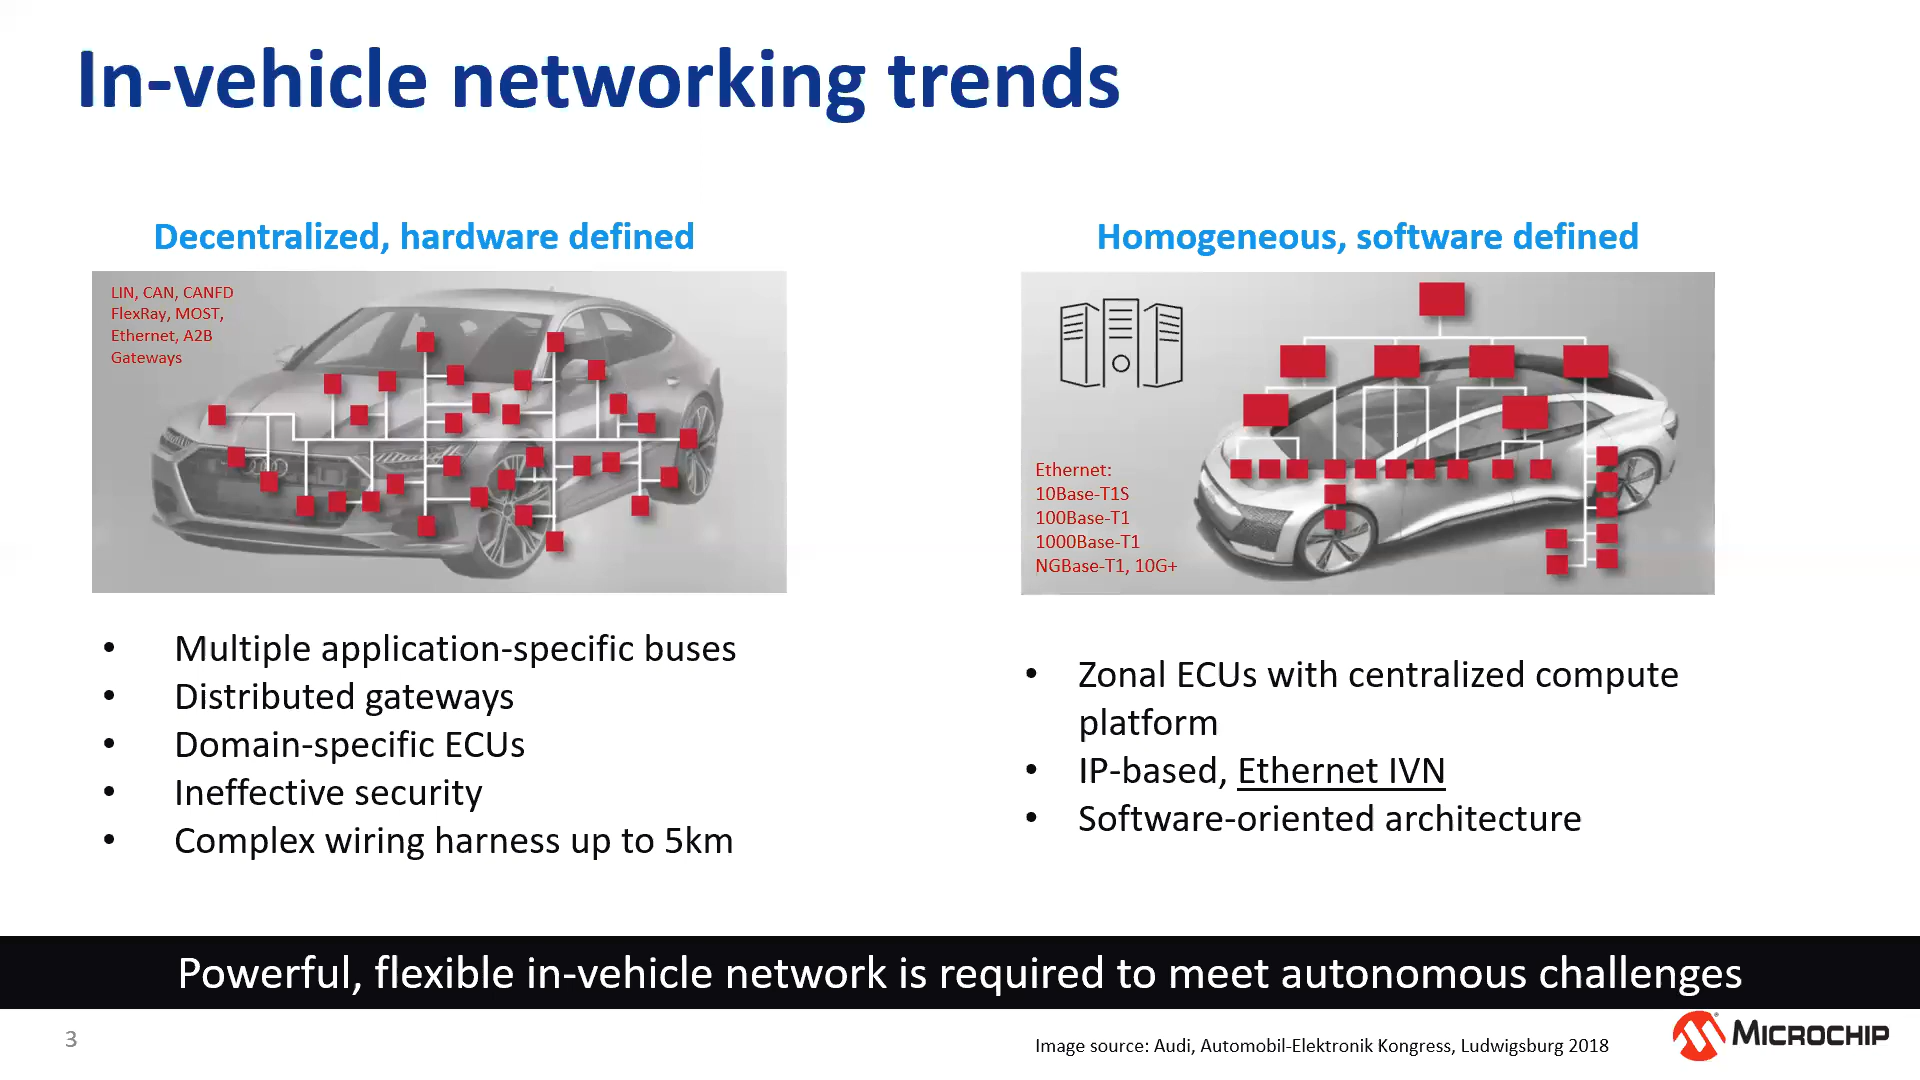 In-vehicle networking trends
Decentralized, hardware defined
LIN, CAN, CANFD
FlexRay, MOST,
Ethernet, A2B
Gateways
• Multiple application-specific buses
• Distributed gateways
• Domain-specific ECUs
• Ineffective security
• Complex wiring harness up to 5km
Homogeneous, software defined
Ethernet:
10Base-T1S
100Base-T1
1000Base-T1
NGBase-T1, 10G+
• Zonal ECUs with centralized compute
platform
• IP-based, Ethernet IVN
• Software-oriented architecture
Powerful, flexible in-vehicle network is required to meet autonomous challenges
3
Image source: Audi, Automobil-Elektronik Kongress, Ludwigsburg 2018
MICROCHIP